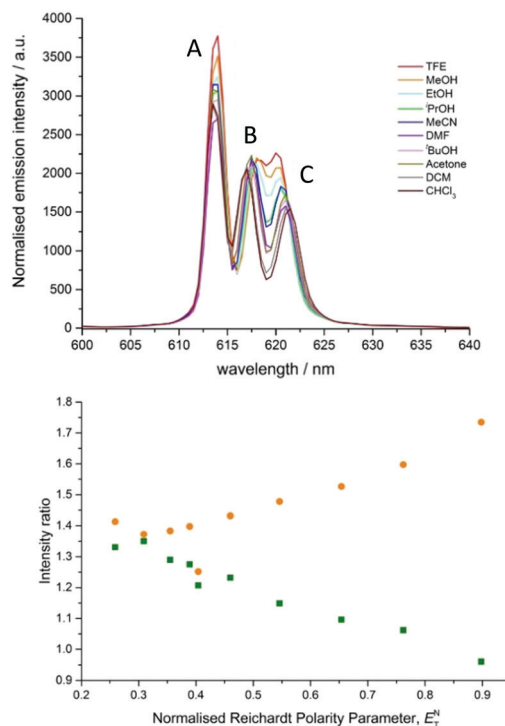 4000
3500
3000
2500
2000
1500
1000
500
0
Normalised emission intensity / a.u.
A
B
C
TFE
MeOH
EtOH
ⁱPrOH
MeCN
DMF
ᵗBuOH
Acetone
DCM
CHCl₃
600 605 610 615 620 625 630 635 640
wavelength / nm
1.8
1.7
1.6
1.5
1.4
1.3
1.2
1.1
1.0
0.9
Intensity ratio
0.2 0.3 0.4 0.5 0.6 0.7 0.8 0.9 1.0
Normalised Reichardt Polarity Parameter, E_T^N